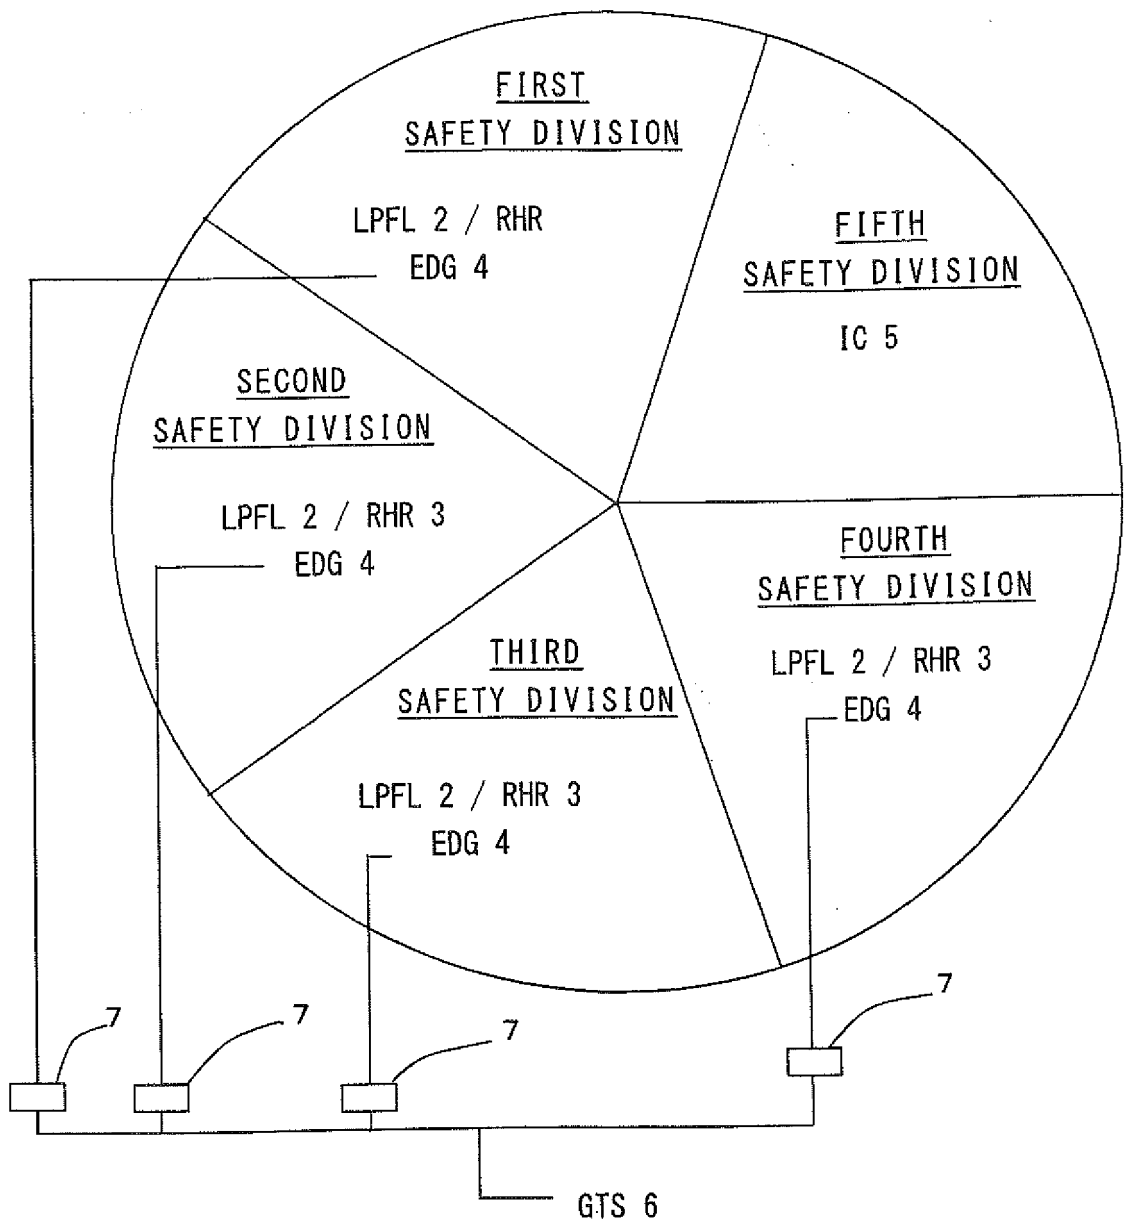 FIRST
SAFETY DIVISION
LPFL 2 / RHR
EDG 4
FIFTH
SAFETY DIVISION
IC 5
SECOND
SAFETY DIVISION
LPFL 2 / RHR 3
EDG 4
FOURTH
SAFETY DIVISION
LPFL 2 / RHR 3
EDG 4
THIRD
SAFETY DIVISION
LPFL 2 / RHR 3
EDG 4
7
7
7
7
GTS 6